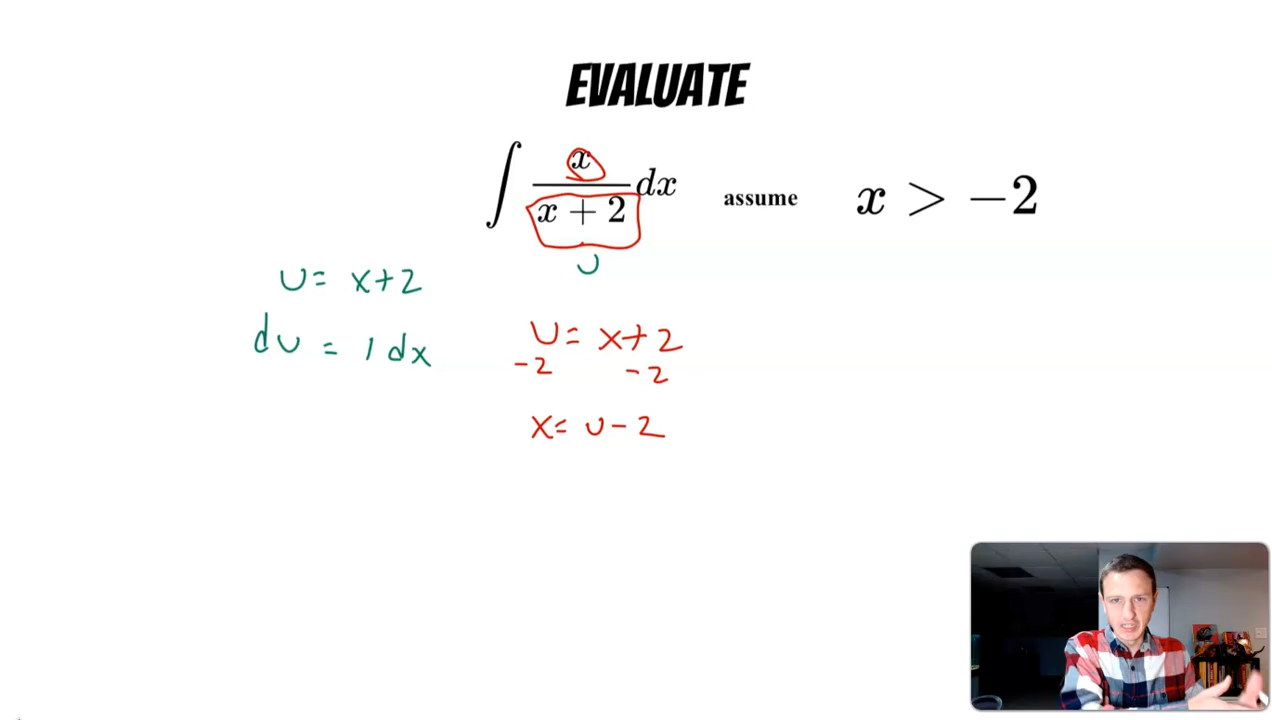 EVALUATE
∫ x/(x + 2) dx assume x > −2
U
U = x+2
du = 1 dx
U = x+2
-2 -2
x = u - 2